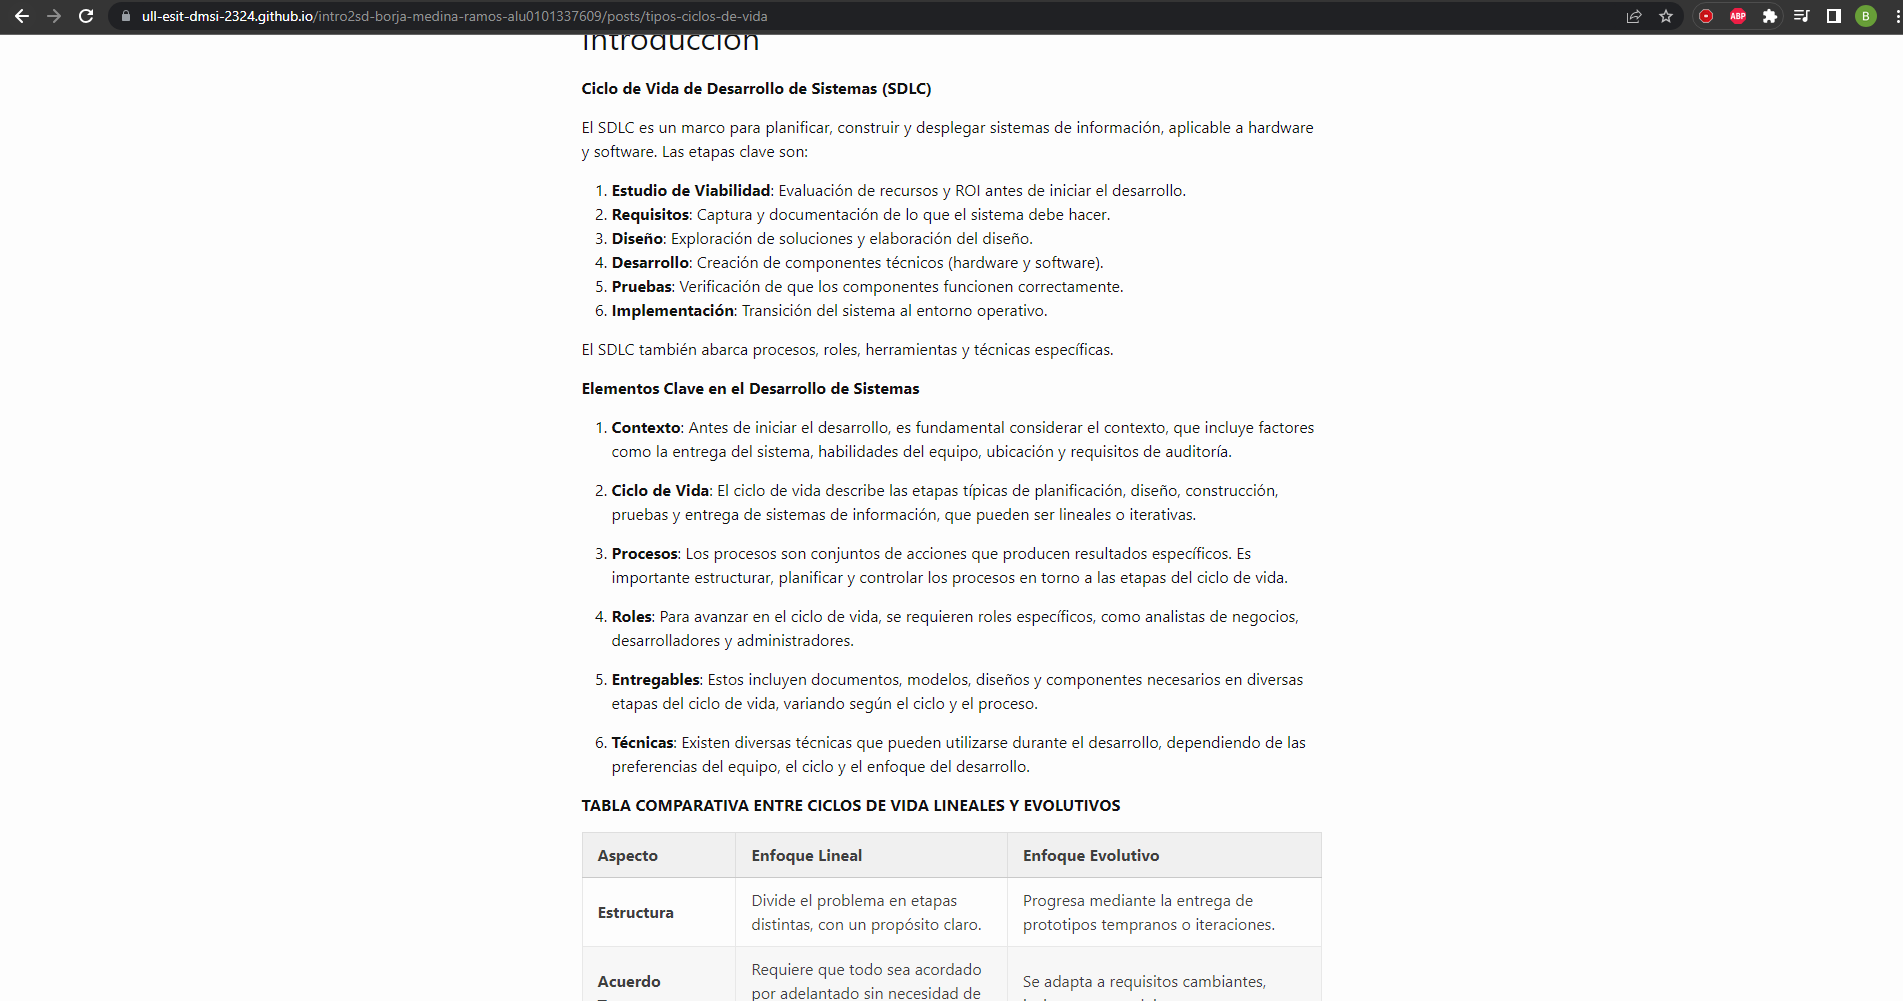 ull-esit-dmsi-2324.github.io/intro2sd-borja-medina-ramos-alu0101337609/posts/tipos-ciclos-de-vida
ABP
B
Introducción
Ciclo de Vida de Desarrollo de Sistemas (SDLC)
El SDLC es un marco para planificar, construir y desplegar sistemas de información, aplicable a hardware
y software. Las etapas clave son:
1. Estudio de Viabilidad: Evaluación de recursos y ROI antes de iniciar el desarrollo.
2. Requisitos: Captura y documentación de lo que el sistema debe hacer.
3. Diseño: Exploración de soluciones y elaboración del diseño.
4. Desarrollo: Creación de componentes técnicos (hardware y software).
5. Pruebas: Verificación de que los componentes funcionen correctamente.
6. Implementación: Transición del sistema al entorno operativo.
El SDLC también abarca procesos, roles, herramientas y técnicas específicas.
Elementos Clave en el Desarrollo de Sistemas
1. Contexto: Antes de iniciar el desarrollo, es fundamental considerar el contexto, que incluye factores
como la entrega del sistema, habilidades del equipo, ubicación y requisitos de auditoría.
2. Ciclo de Vida: El ciclo de vida describe las etapas típicas de planificación, diseño, construcción,
pruebas y entrega de sistemas de información, que pueden ser lineales o iterativas.
3. Procesos: Los procesos son conjuntos de acciones que producen resultados específicos. Es
importante estructurar, planificar y controlar los procesos en torno a las etapas del ciclo de vida.
4. Roles: Para avanzar en el ciclo de vida, se requieren roles específicos, como analistas de negocios,
desarrolladores y administradores.
5. Entregables: Estos incluyen documentos, modelos, diseños y componentes necesarios en diversas
etapas del ciclo de vida, variando según el ciclo y el proceso.
6. Técnicas: Existen diversas técnicas que pueden utilizarse durante el desarrollo, dependiendo de las
preferencias del equipo, el ciclo y el enfoque del desarrollo.
TABLA COMPARATIVA ENTRE CICLOS DE VIDA LINEALES Y EVOLUTIVOS
Aspecto
Enfoque Lineal
Enfoque Evolutivo
Estructura
Divide el problema en etapas
distintas, con un propósito claro.
Progresa mediante la entrega de
prototipos tempranos o iteraciones.
Acuerdo
Requiere que todo sea acordado
por adelantado sin necesidad de
Se adapta a requisitos cambiantes,